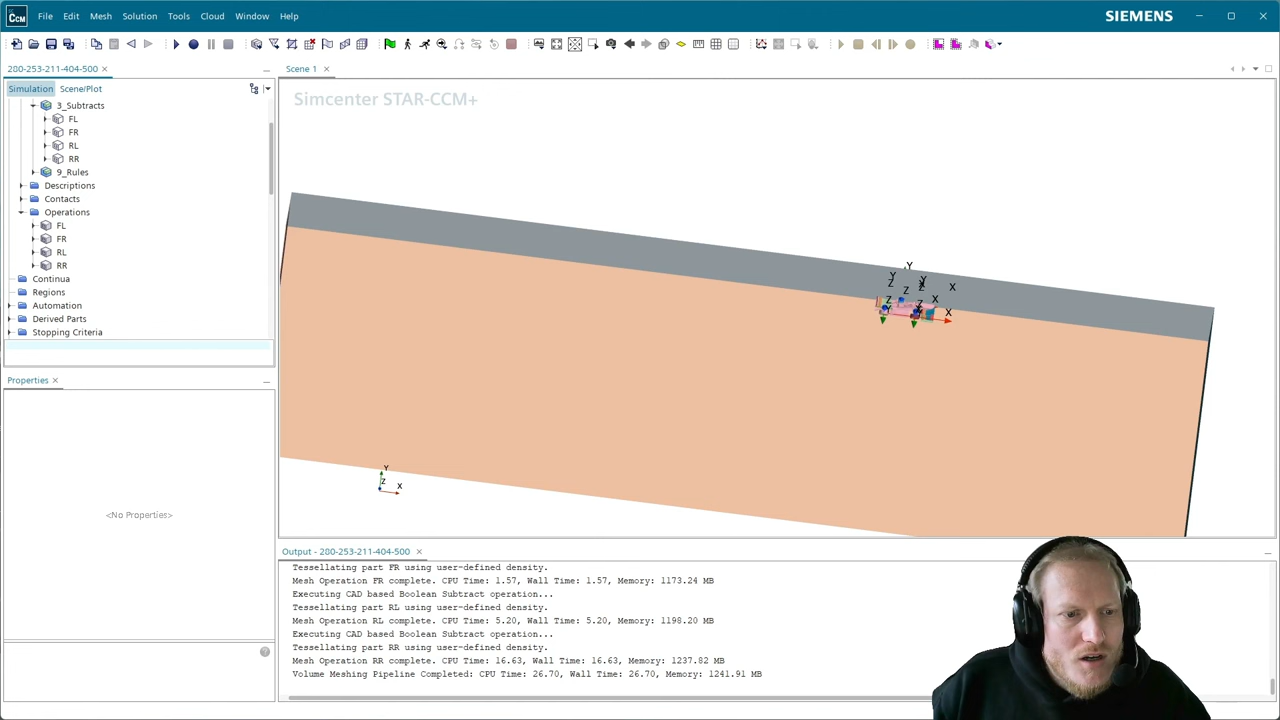 CCM
File Edit Mesh Solution Tools Cloud Window Help
SIEMENS
280-253-211-404-500
Scene 1
Simulation Scene/Plot
3_Subtracts
FL
FR
RL
RR
9_Rules
Descriptions
Contacts
Operations
FL
FR
RL
RR
Continua
Regions
Automation
Derived Parts
Stopping Criteria
Properties
<No Properties>
Simcenter STAR-CCM+
Y
Y Y
Z Z X
Z
Z X
X
Y
Z
X
Output - 280-253-211-404-500
Tessellating part FR using user-defined density.
Mesh Operation FR complete. CPU Time: 1.57, Wall Time: 1.57, Memory: 1173.24 MB
Executing CAD based Boolean Subtract operation...
Tessellating part RL using user-defined density.
Mesh Operation RL complete. CPU Time: 5.20, Wall Time: 5.20, Memory: 1198.20 MB
Executing CAD based Boolean Subtract operation...
Tessellating part RR using user-defined density.
Mesh Operation RR complete. CPU Time: 16.63, Wall Time: 16.63, Memory: 1237.82 MB
Volume Meshing Pipeline Completed: CPU Time: 26.70, Wall Time: 26.70, Memory: 1241.91 MB